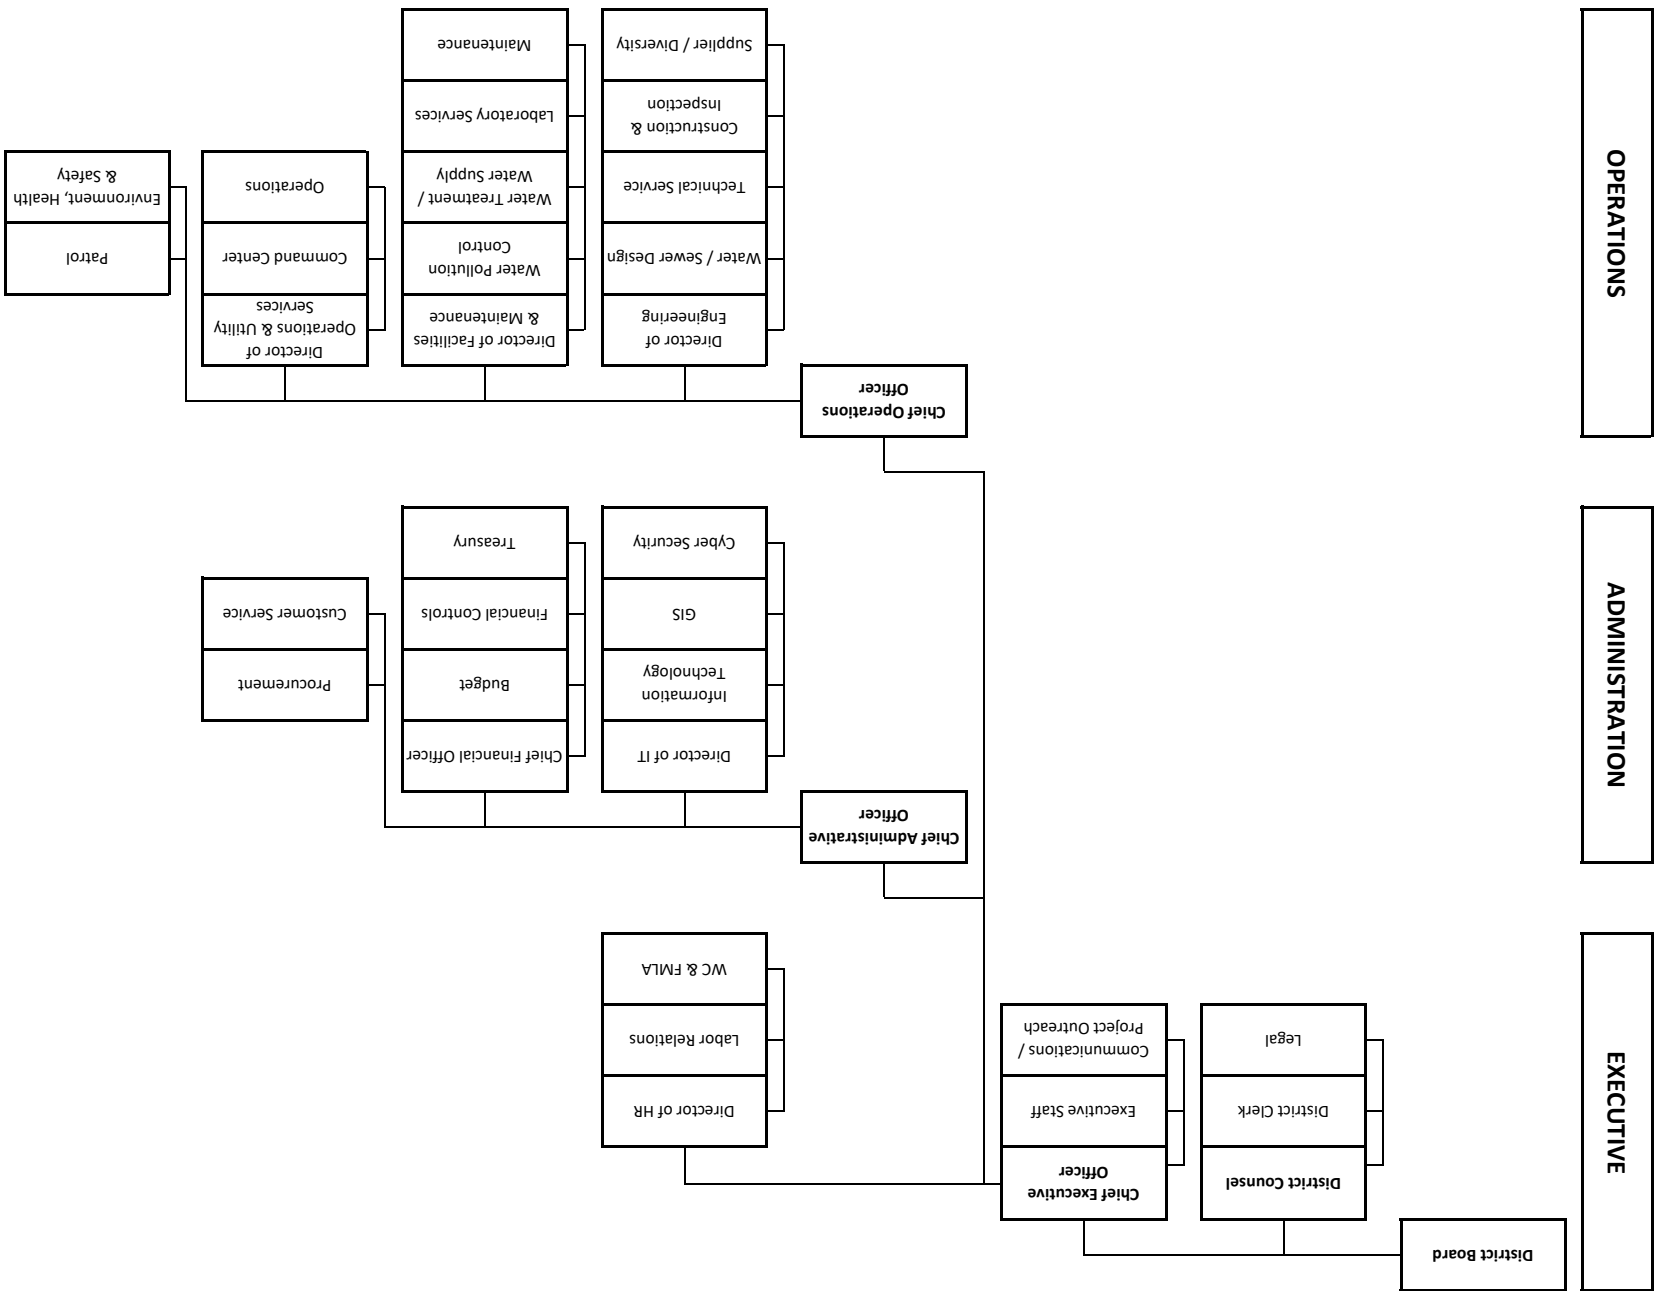 EXECUTIVE
District Board
District Counsel
District Clerk
Legal
Chief Executive
Officer
Executive Staff
Communications /
Project Outreach
Director of HR
Labor Relations
WC & FMLA
ADMINISTRATION
Chief Administrative
Officer
Director of IT
Information
Technology
GIS
Cyber Security
Chief Financial Officer
Budget
Financial Controls
Treasury
Procurement
Customer Service
OPERATIONS
Chief Operations
Officer
Director of
Engineering
Water / Sewer Design
Technical Service
Construction &
Inspection
Supplier / Diversity
Director of Facilities
& Maintenance
Water Pollution
Control
Water Treatment /
Water Supply
Laboratory Services
Maintenance
Director of
Operations & Utility
Services
Command Center
Operations
Patrol
Environment, Health
& Safety